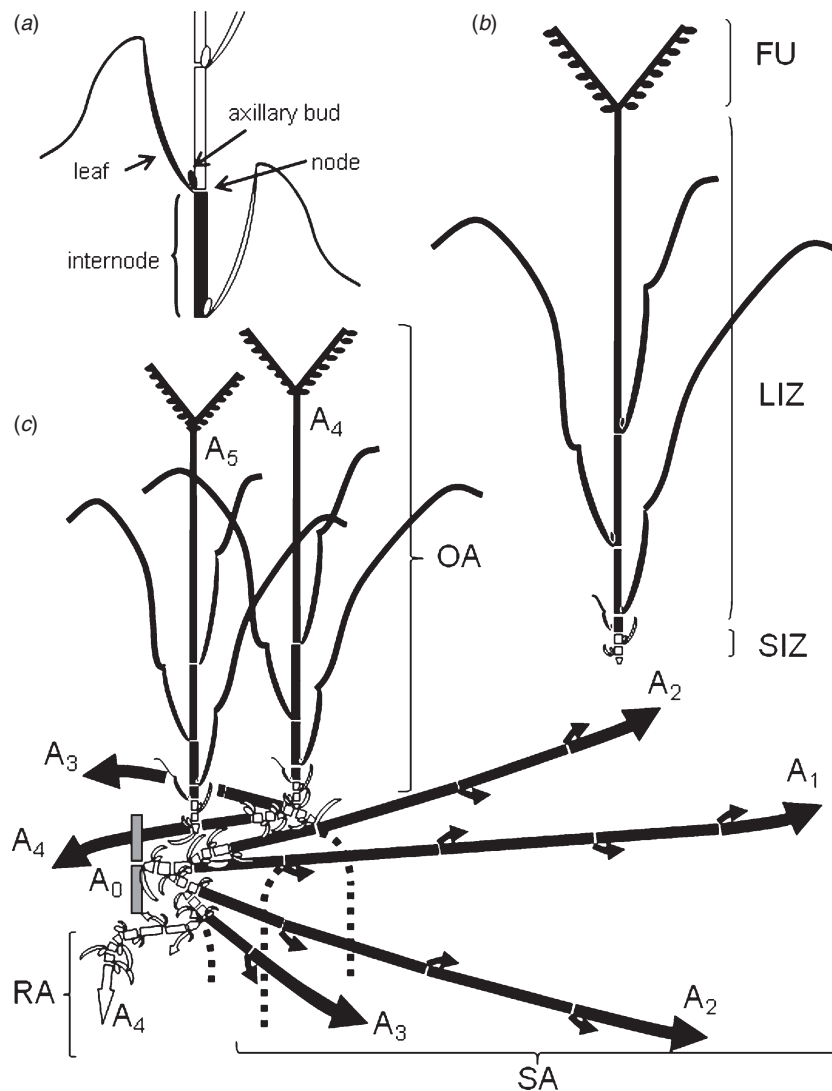 (a)
axillary bud
leaf
node
internode
(b)
FU
LIZ
SIZ
(c)
A5
A4
OA
A3
A2
A1
A4
A0
RA
A4
A3
A2
SA